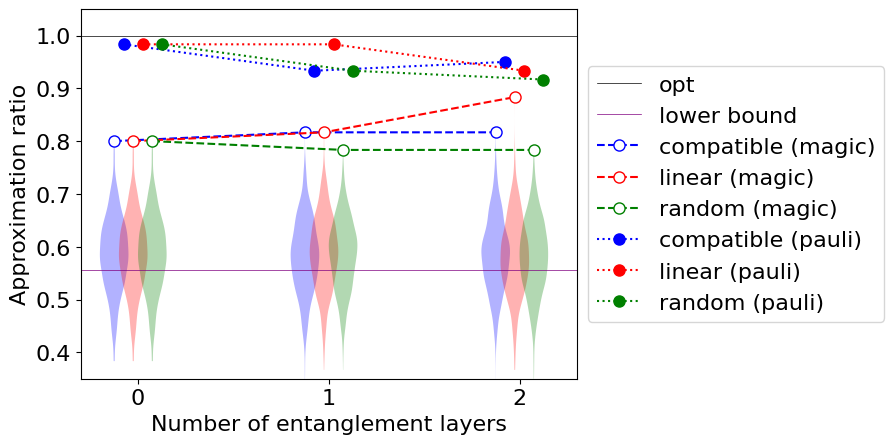 1.0
0.9
0.8
0.7
0.6
0.5
0.4
Approximation ratio
0 1 2
Number of entanglement layers
opt
lower bound
compatible (magic)
linear (magic)
random (magic)
compatible (pauli)
linear (pauli)
random (pauli)